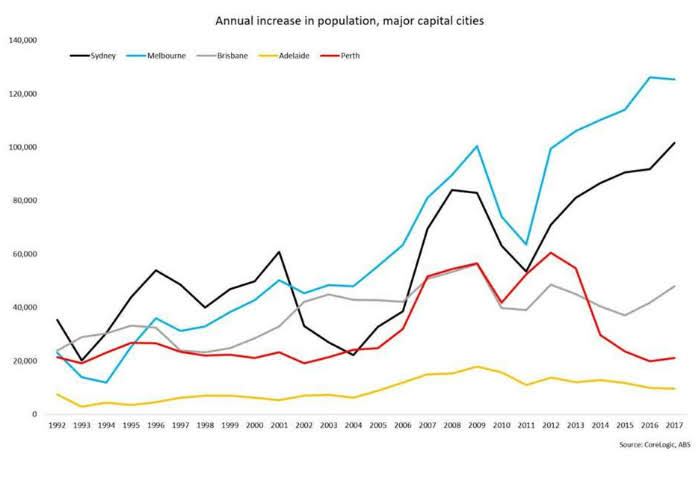 Annual increase in population, major capital cities
140,000
Sydney Melbourne Brisbane Adelaide Perth
120,000
100,000
80,000
60,000
40,000
20,000
0
1992 1993 1994 1995 1996 1997 1998 1999 2000 2001 2002 2003 2004 2005 2006 2007 2008 2009 2010 2011 2012 2013 2014 2015 2016 2017
Source: CoreLogic, ABS